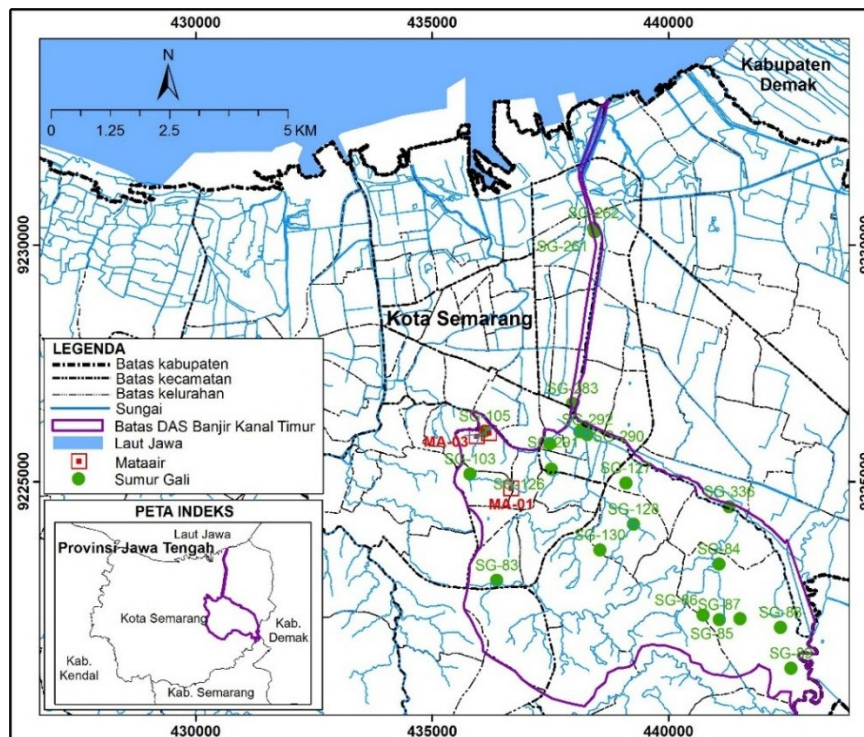 430000 435000 440000
Kabupaten
Demak
N
0 1.25 2.5 5 KM
SG-262
SG-261
9230000
Kota Semarang
LEGENDA
Batas kabupaten
Batas kecamatan
Batas kelurahan
Sungai
Batas DAS Banjir Kanal Timur
Laut Jawa
Mataair
Sumur Gali
SG-283
SG-105
SG-292
MA-03
SG-291
SG-290
SG-103
SG-126
SG-127
9225000
MA-01
SG-336
SG-128
SG-130
SG-84
SG-83
SG-86
SG-87
SG-88
SG-85
PETA INDEKS
Laut Jawa
Provinsi Jawa Tengah
Kota Semarang
Kab.
Demak
Kab.
Kendal
Kab. Semarang
430000 435000 440000